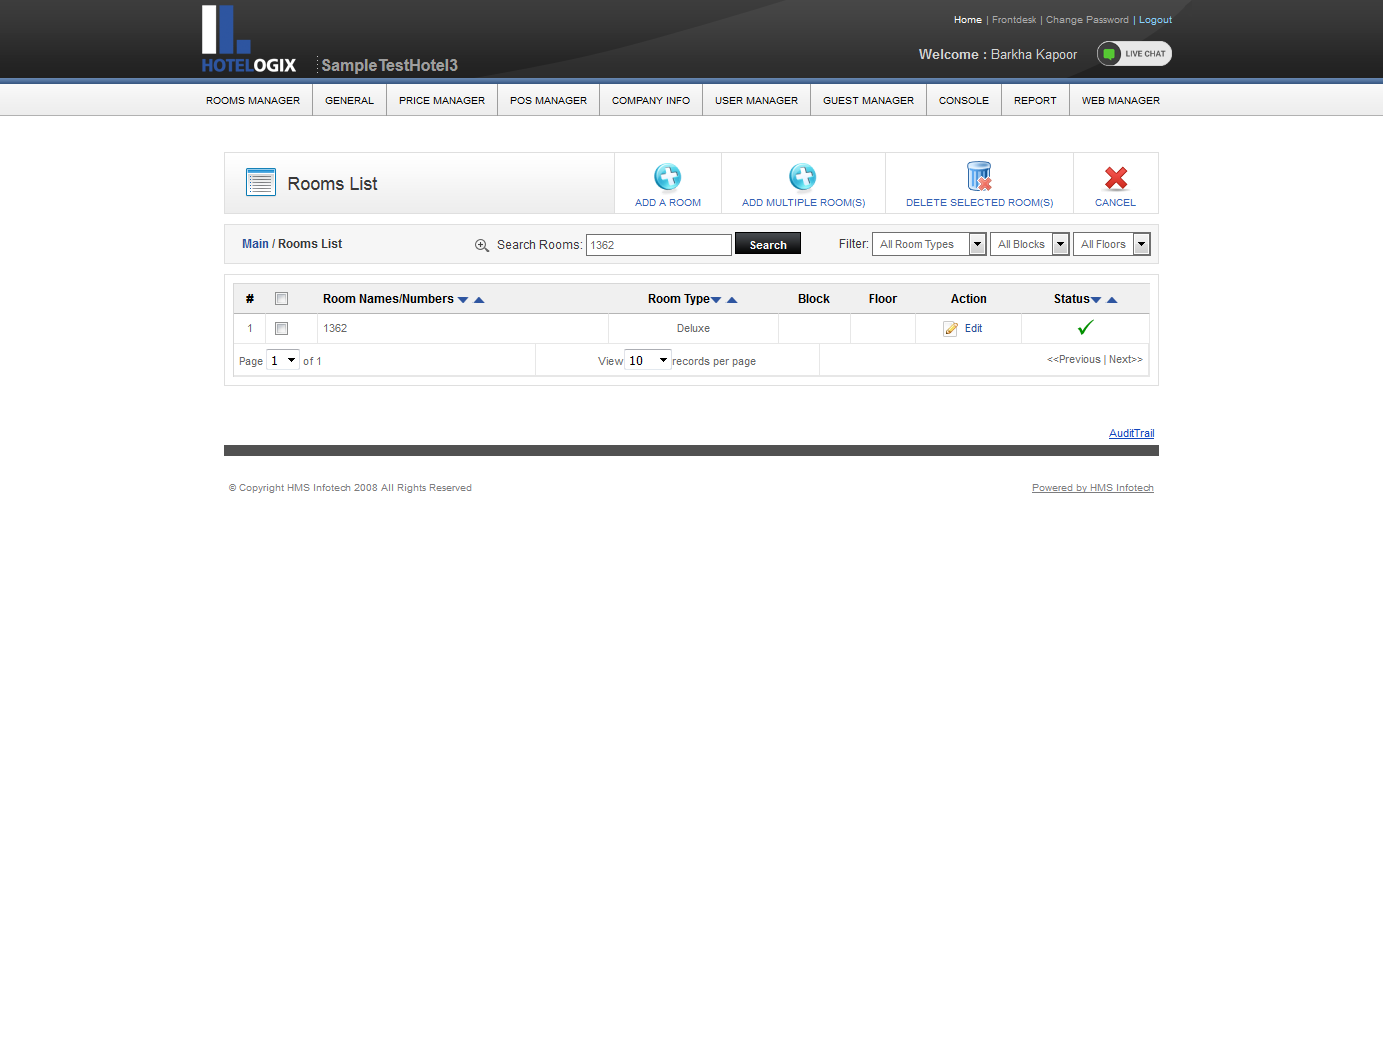 Home | Frontdesk | Change Password | Logout
HOTELOGIX SampleTestHotel3
Welcome : Barkha Kapoor LIVE CHAT
ROOMS MANAGER GENERAL PRICE MANAGER POS MANAGER COMPANY INFO USER MANAGER GUEST MANAGER CONSOLE REPORT WEB MANAGER
Rooms List ADD A ROOM ADD MULTIPLE ROOM(S) DELETE SELECTED ROOM(S) CANCEL
Main / Rooms List Search Rooms: 1362 Search Filter: All Room Types All Blocks All Floors
# Room Names/Numbers Room Type Block Floor Action Status
1 1362 Deluxe Edit
Page 1 of 1 View 10 records per page <<Previous | Next>>
AuditTrail
© Copyright HMS Infotech 2008 All Rights Reserved Powered by HMS Infotech